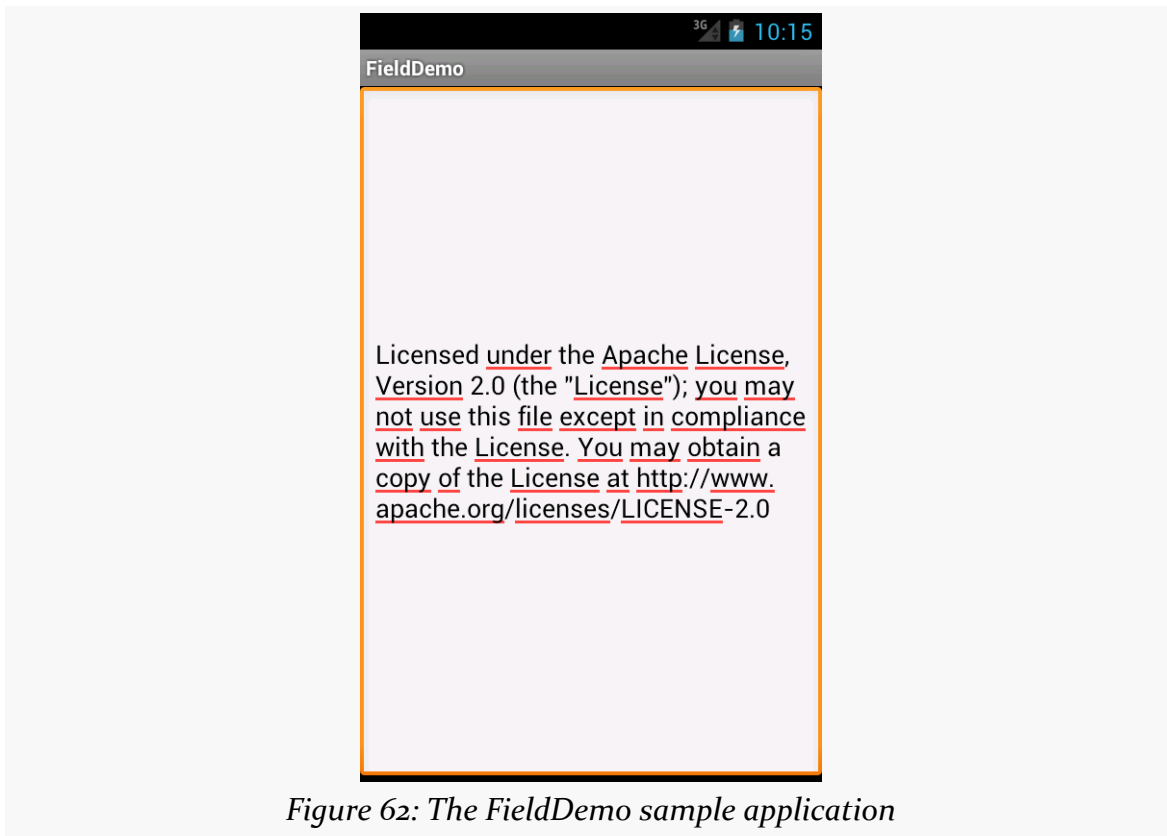 3G 10:15
FieldDemo
Licensed under the Apache License,
Version 2.0 (the "License"); you may
not use this file except in compliance
with the License. You may obtain a
copy of the License at http://www.
apache.org/licenses/LICENSE-2.0
Figure 62: The FieldDemo sample application